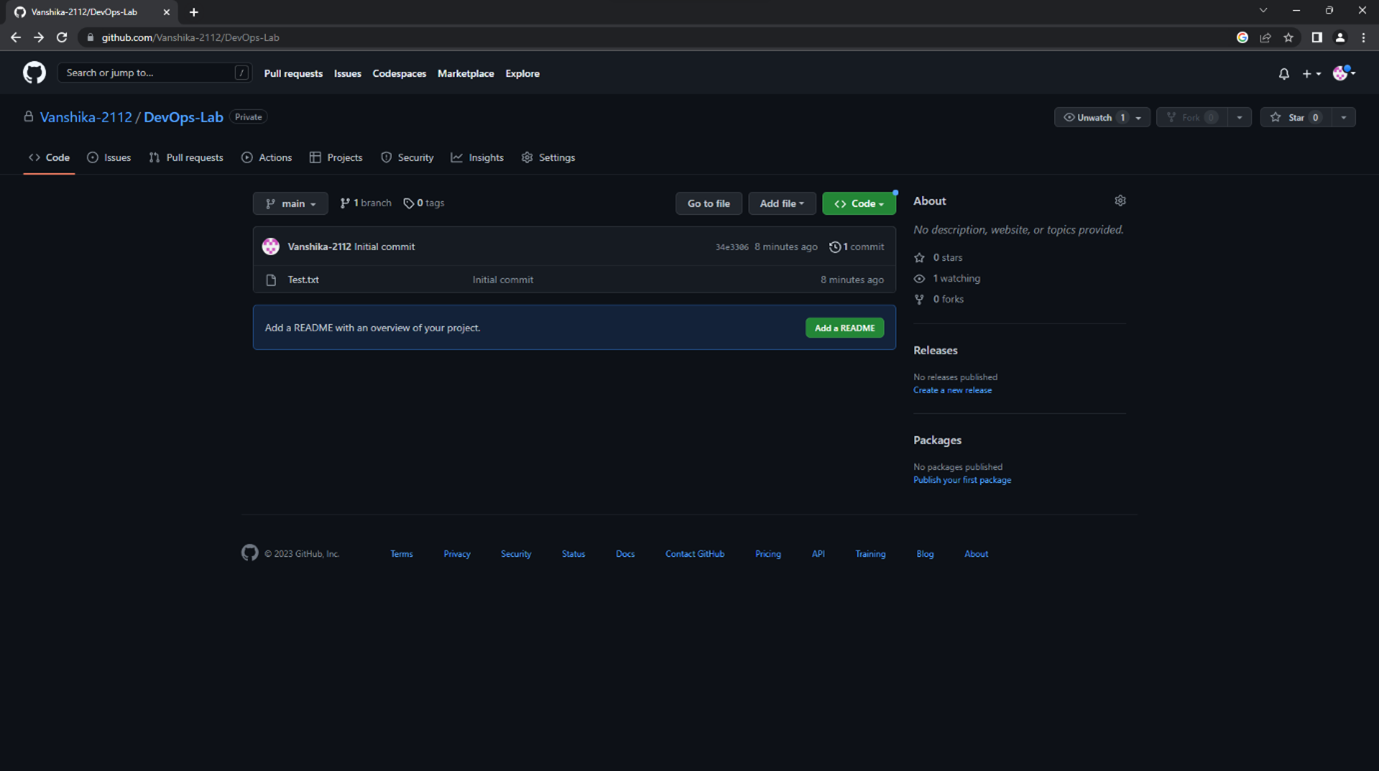 Vanshika-2112/DevOps-Lab
github.com/Vanshika-2112/DevOps-Lab
Search or jump to... / Pull requests Issues Codespaces Marketplace Explore
Vanshika-2112 / DevOps-Lab Private Unwatch 1 Fork 0 Star 0
Code Issues Pull requests Actions Projects Security Insights Settings
main 1 branch 0 tags Go to file Add file Code
Vanshika-2112 Initial commit 34e3306 8 minutes ago 1 commit
Test.txt Initial commit 8 minutes ago
Add a README with an overview of your project. Add a README
About
No description, website, or topics provided.
0 stars
1 watching
0 forks
Releases
No releases published
Create a new release
Packages
No packages published
Publish your first package
© 2023 GitHub, Inc. Terms Privacy Security Status Docs Contact GitHub Pricing API Training Blog About